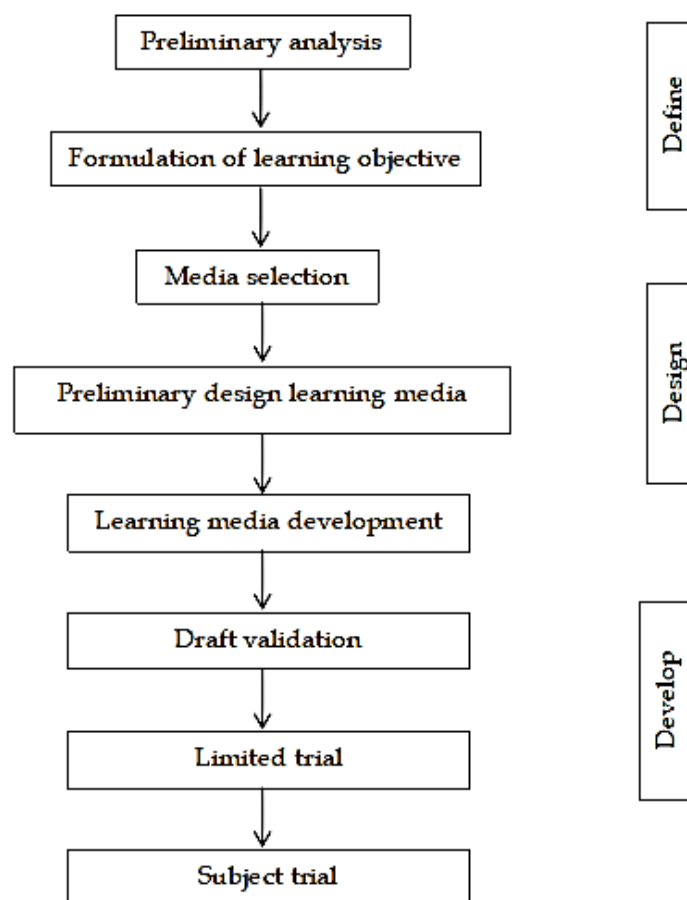 Preliminary analysis
Formulation of learning objective
Define
Media selection
Preliminary design learning media
Design
Learning media development
Draft validation
Limited trial
Develop
Subject trial